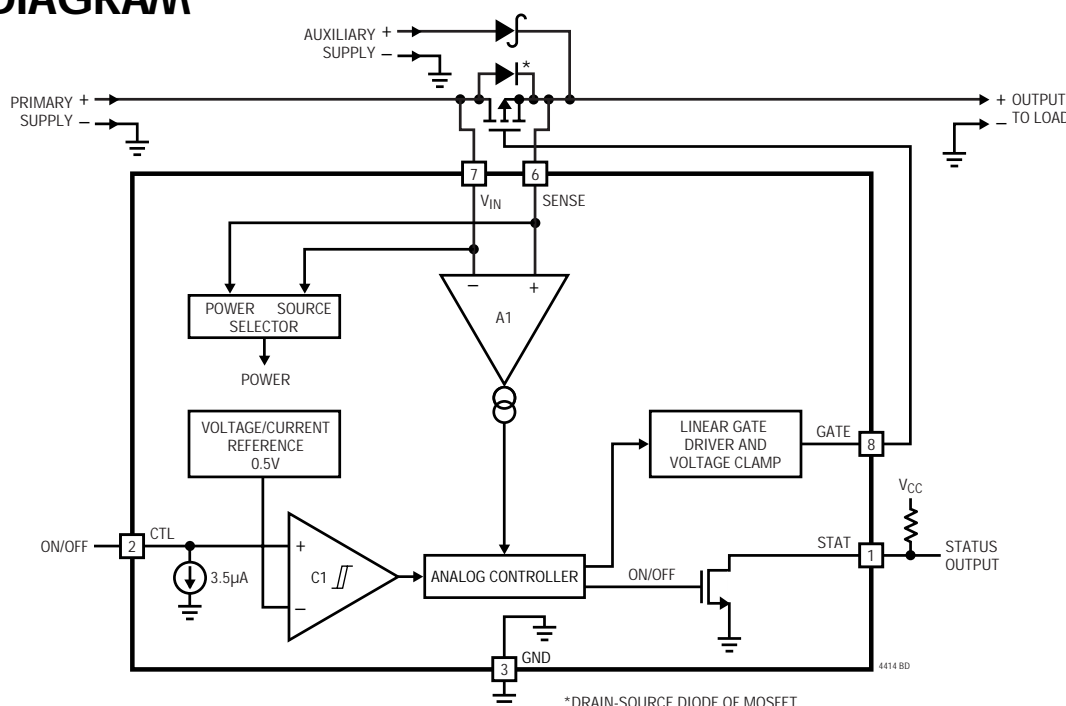 DIAGRAM
AUXILIARY +
SUPPLY –
*
PRIMARY +
SUPPLY –
+ OUTPUT
– TO LOAD
7
6
VIN
SENSE
–
+
A1
POWER SOURCE
SELECTOR
POWER
VOLTAGE/CURRENT
REFERENCE
0.5V
LINEAR GATE
DRIVER AND
VOLTAGE CLAMP
GATE
8
VCC
ON/OFF
2
CTL
3.5µA
+
C1
–
ANALOG CONTROLLER
ON/OFF
STAT
1
STATUS
OUTPUT
3
GND
4414 BD
*DRAIN-SOURCE DIODE OF MOSFET